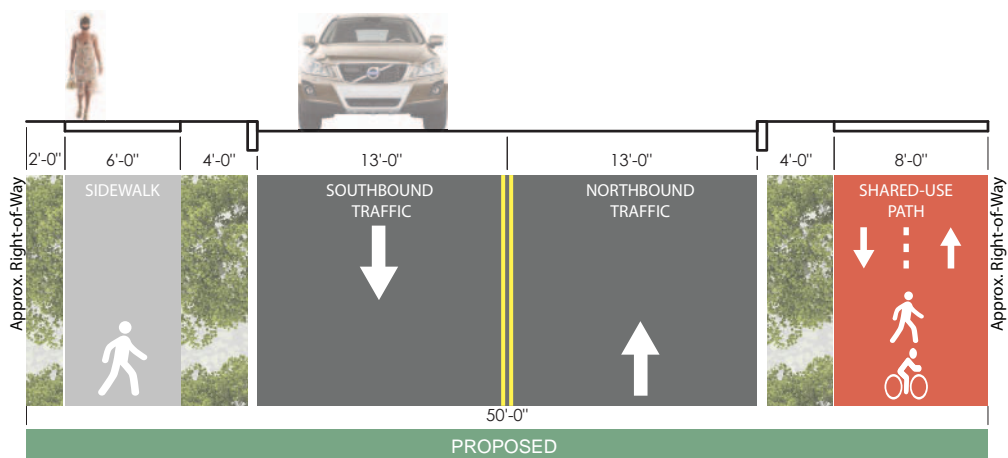 2'-0" 6'-0" 4'-0" 13'-0" 13'-0" 4'-0" 8'-0"
Approx. Right-of-Way
SIDEWALK
SOUTHBOUND
TRAFFIC
NORTHBOUND
TRAFFIC
SHARED-USE
PATH
Approx. Right-of-Way
50'-0"
PROPOSED